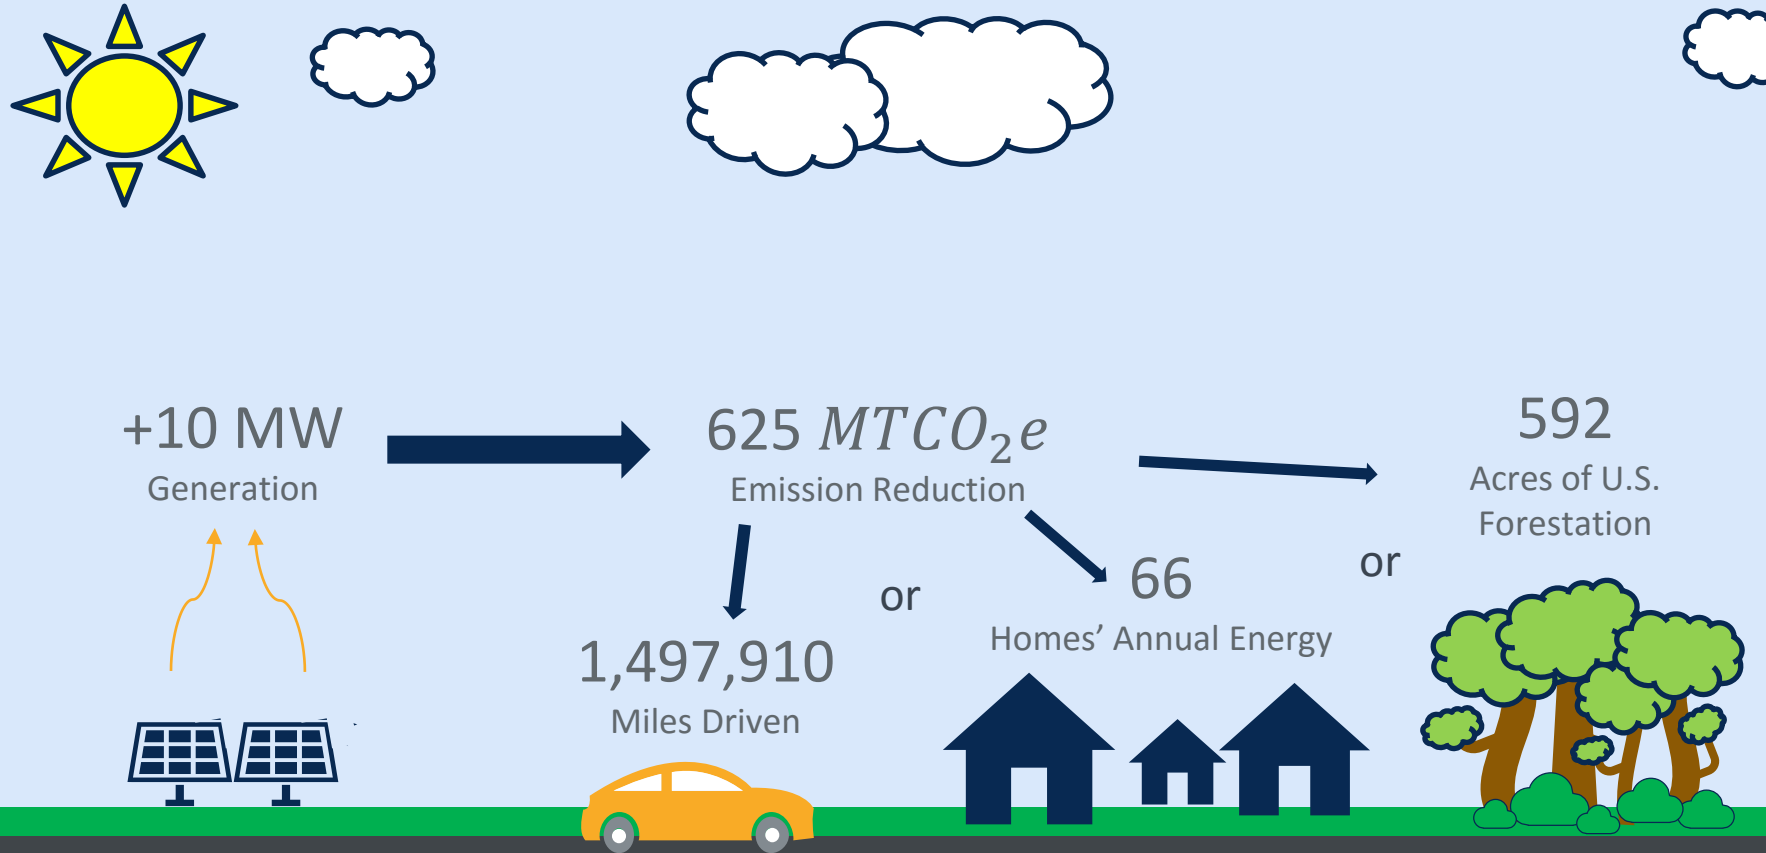 +10 MW
Generation
625 MTCO₂e
Emission Reduction
592
Acres of U.S.
Forestation
or
or
66
Homes’ Annual Energy
1,497,910
Miles Driven